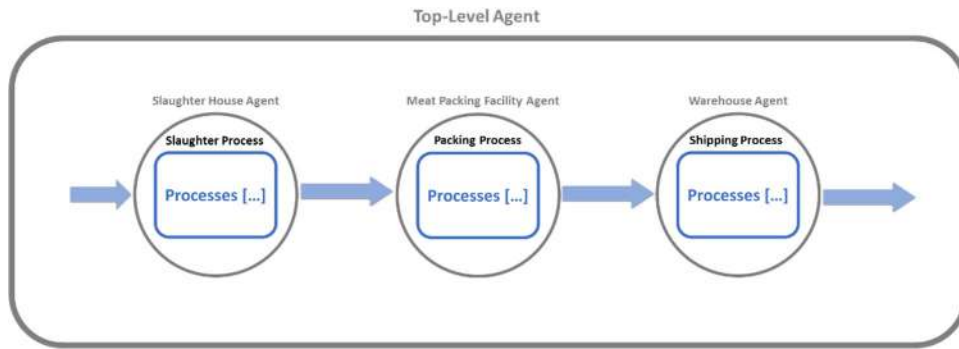 Top-Level Agent
Slaughter House Agent
Meat Packing Facility Agent
Warehouse Agent
Slaughter Process
Packing Process
Shipping Process
Processes [...]
Processes [...]
Processes [...]